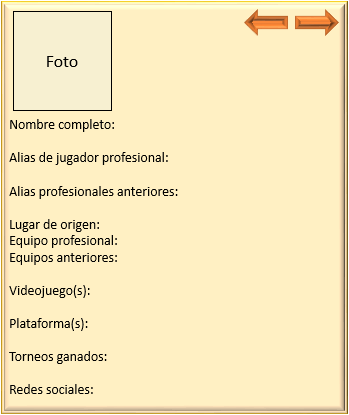 Foto
Nombre completo:
Alias de jugador profesional:
Alias profesionales anteriores:
Lugar de origen:
Equipo profesional:
Equipos anteriores:
Videojuego(s):
Plataforma(s):
Torneos ganados:
Redes sociales: